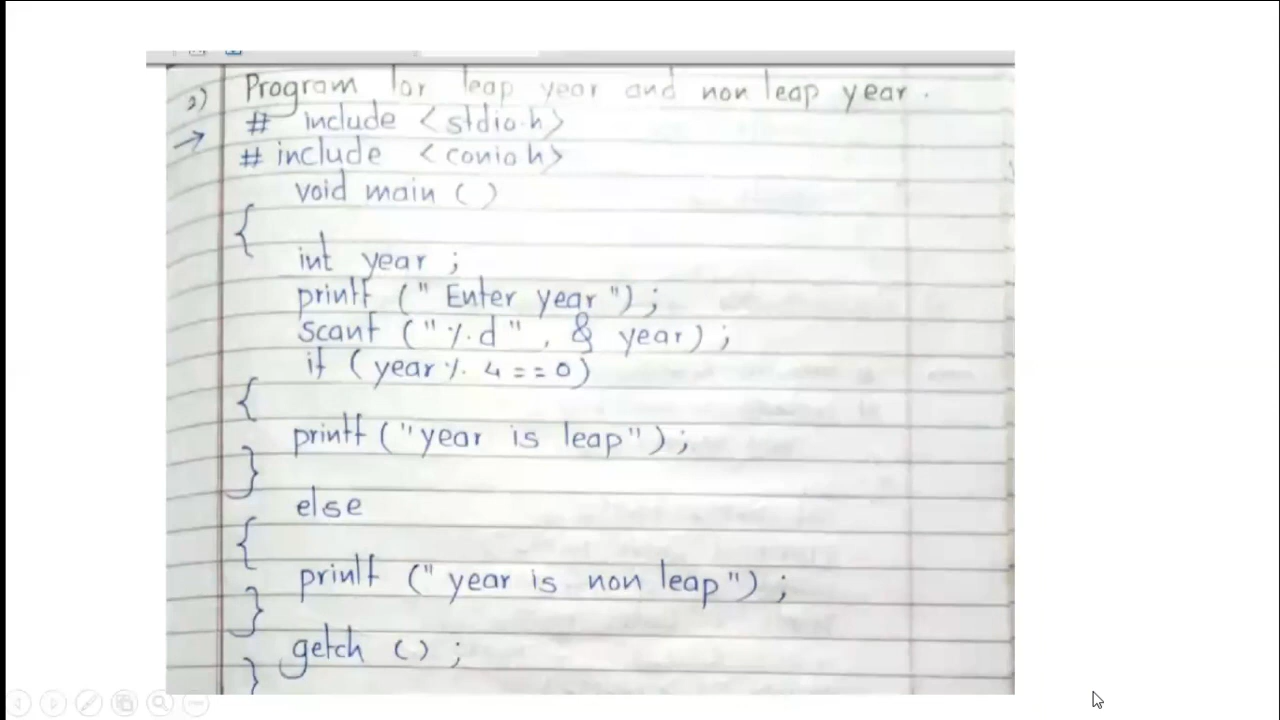 2) Program for leap year and non leap year.
→ # include <stdio.h>
# include <conio.h>
void main ()
{
int year ;
printf (" Enter year ") ;
scanf (" %d " , & year) ;
if ( year % 4 == 0 )
{
printf ("year is leap") ;
}
else
{
printf (" year is non leap") ;
}
getch () ;
}